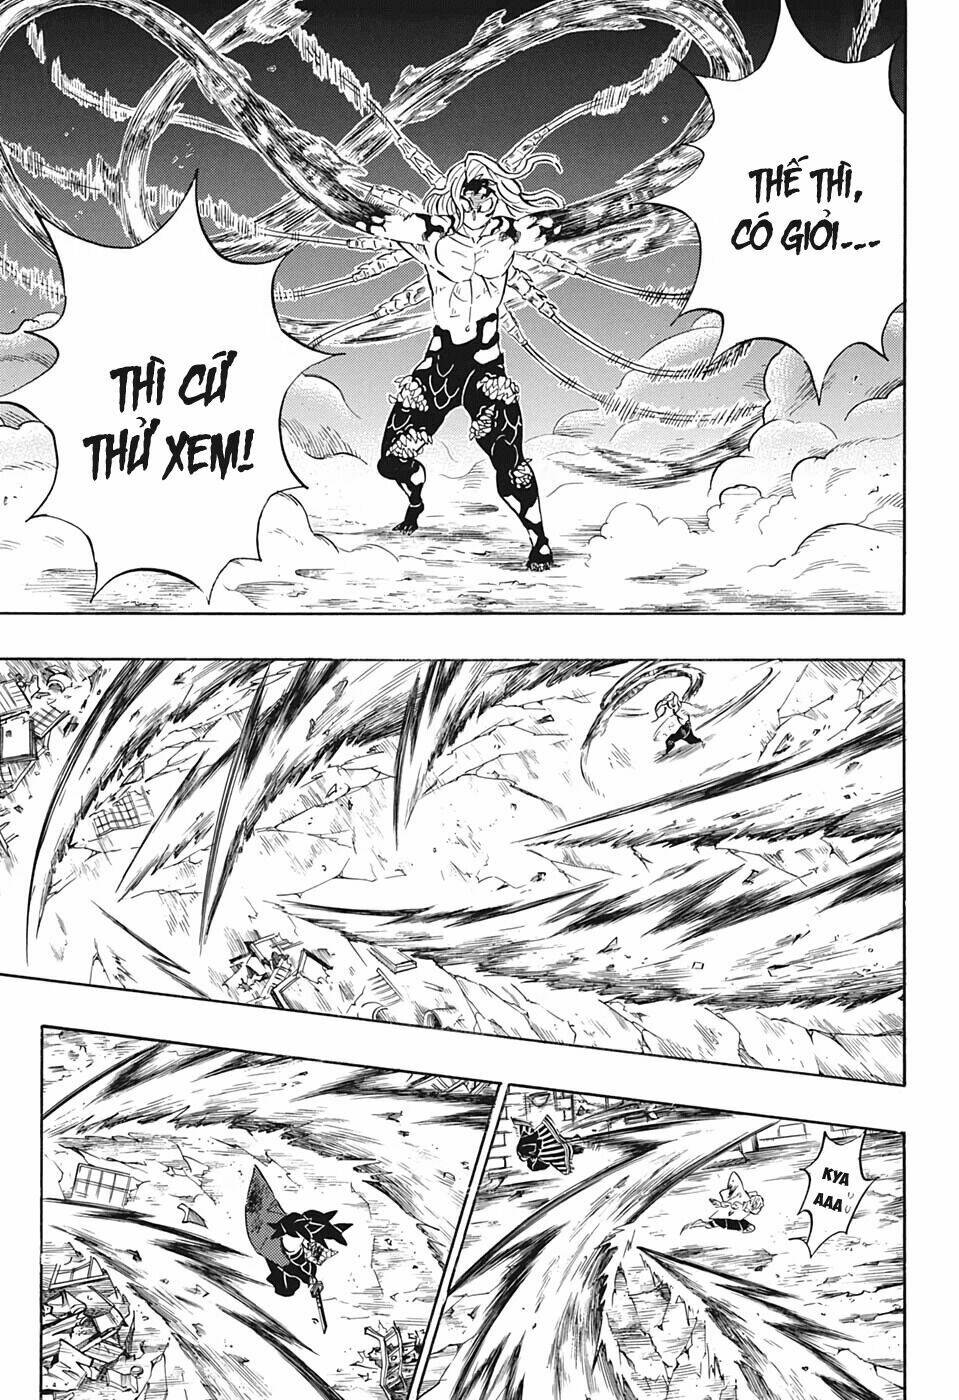 THẾ THÌ,
CÓ GIỎI----
THÌ CỨ
THỬ XEM!
KYA
AAA